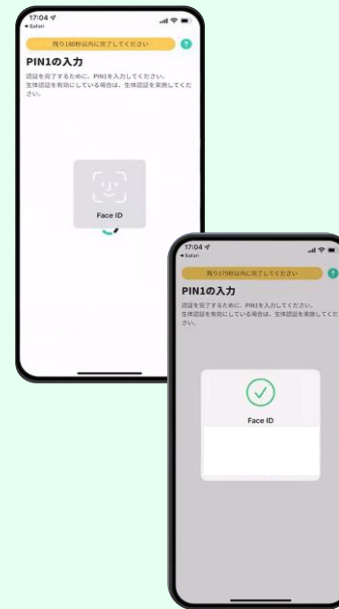 17:04
◀ Safari
残り180秒以内に完了してください
?
PIN1の入力
認証を完了するために、PIN1を入力してください。
生体認証を有効にしている場合は、生体認証を実施してくだ
さい。
Face ID
17:04
◀ Safari
残り175秒以内に完了してください
?
PIN1の入力
認証を完了するために、PIN1を入力してください。
生体認証を有効にしている場合は、生体認証を実施してくだ
さい。
Face ID